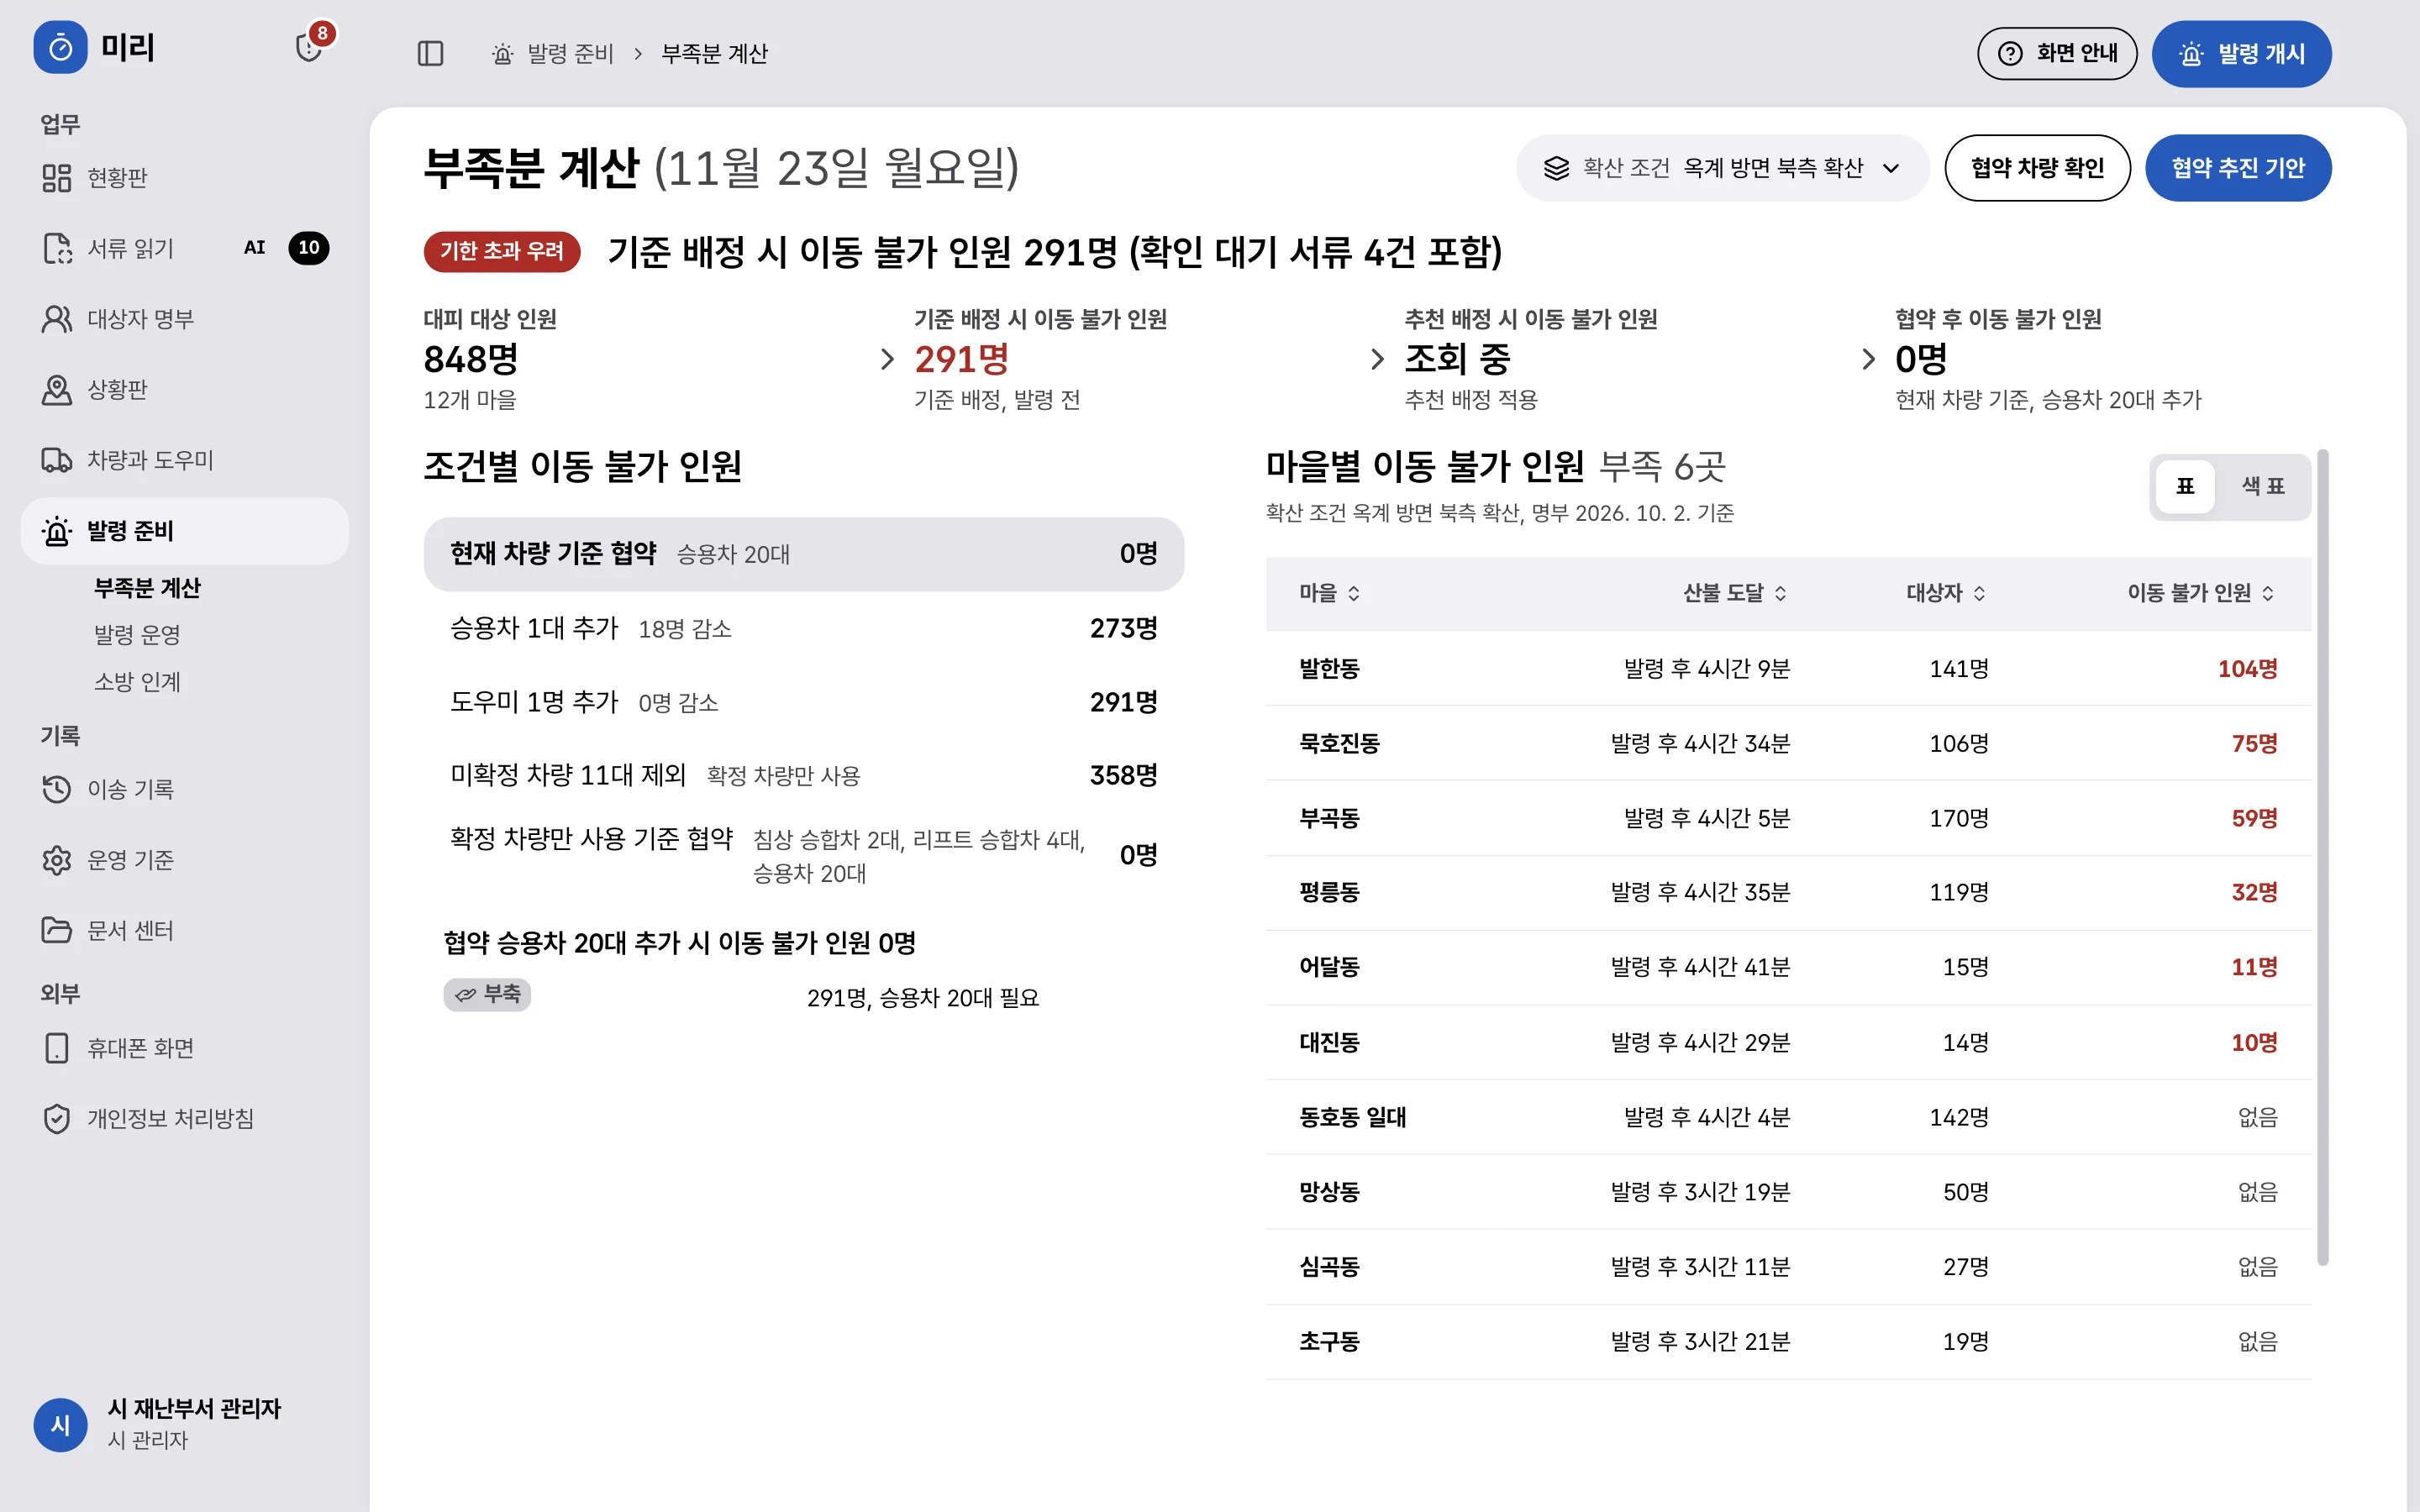 미리
8
업무
현황판
서류 읽기 AI 10
대상자 명부
상황판
차량과 도우미
발령 준비
부족분 계산
발령 운영
소방 인계
기록
이송 기록
운영 기준
문서 센터
외부
휴대폰 화면
개인정보 처리방침
시
시 재난부서 관리자
시 관리자
발령 준비 > 부족분 계산
화면 안내
발령 개시
부족분 계산 (11월 23일 월요일)
확산 조건 옥계 방면 북측 확산
협약 차량 확인
협약 추진 기안
기한 초과 우려 기준 배정 시 이동 불가 인원 291명 (확인 대기 서류 4건 포함)
대피 대상 인원
848명
12개 마을
기준 배정 시 이동 불가 인원
291명
기준 배정, 발령 전
추천 배정 시 이동 불가 인원
조회 중
추천 배정 적용
협약 후 이동 불가 인원
0명
현재 차량 기준, 승용차 20대 추가
조건별 이동 불가 인원
현재 차량 기준 협약 승용차 20대 0명
승용차 1대 추가 18명 감소 273명
도우미 1명 추가 0명 감소 291명
미확정 차량 11대 제외 확정 차량만 사용 358명
확정 차량만 사용 기준 협약 침상 승합차 2대, 리프트 승합차 4대,
승용차 20대 0명
협약 승용차 20대 추가 시 이동 불가 인원 0명
부축 291명, 승용차 20대 필요
마을별 이동 불가 인원 부족 6곳
확산 조건 옥계 방면 북측 확산, 명부 2026. 10. 2. 기준
표 색 표
마을 산불 도달 대상자 이동 불가 인원
발한동 발령 후 4시간 9분 141명 104명
묵호진동 발령 후 4시간 34분 106명 75명
부곡동 발령 후 4시간 5분 170명 59명
평릉동 발령 후 4시간 35분 119명 32명
어달동 발령 후 4시간 41분 15명 11명
대진동 발령 후 4시간 29분 14명 10명
동호동 일대 발령 후 4시간 4분 142명 없음
망상동 발령 후 3시간 19분 50명 없음
심곡동 발령 후 3시간 11분 27명 없음
초구동 발령 후 3시간 21분 19명 없음